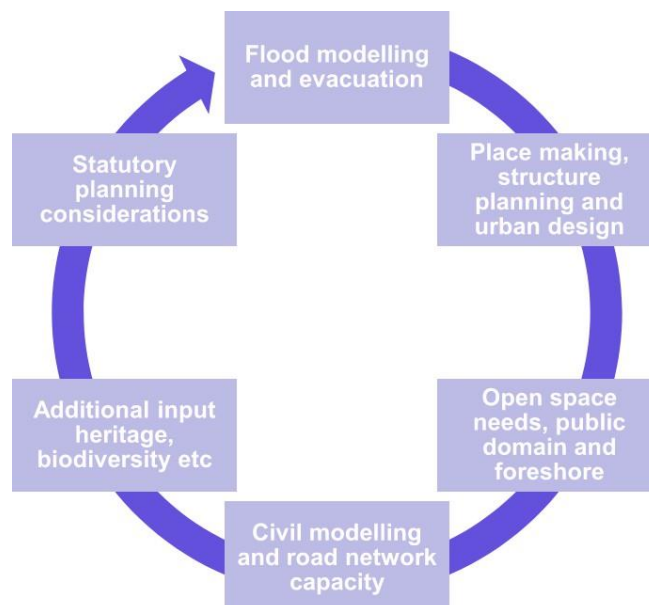 Flood modelling
and evacuation
Place making,
structure
planning and
urban design
Open space
needs, public
domain and
foreshore
Civil modelling
and road network
capacity
Additional input
heritage,
biodiversity etc
Statutory
planning
considerations